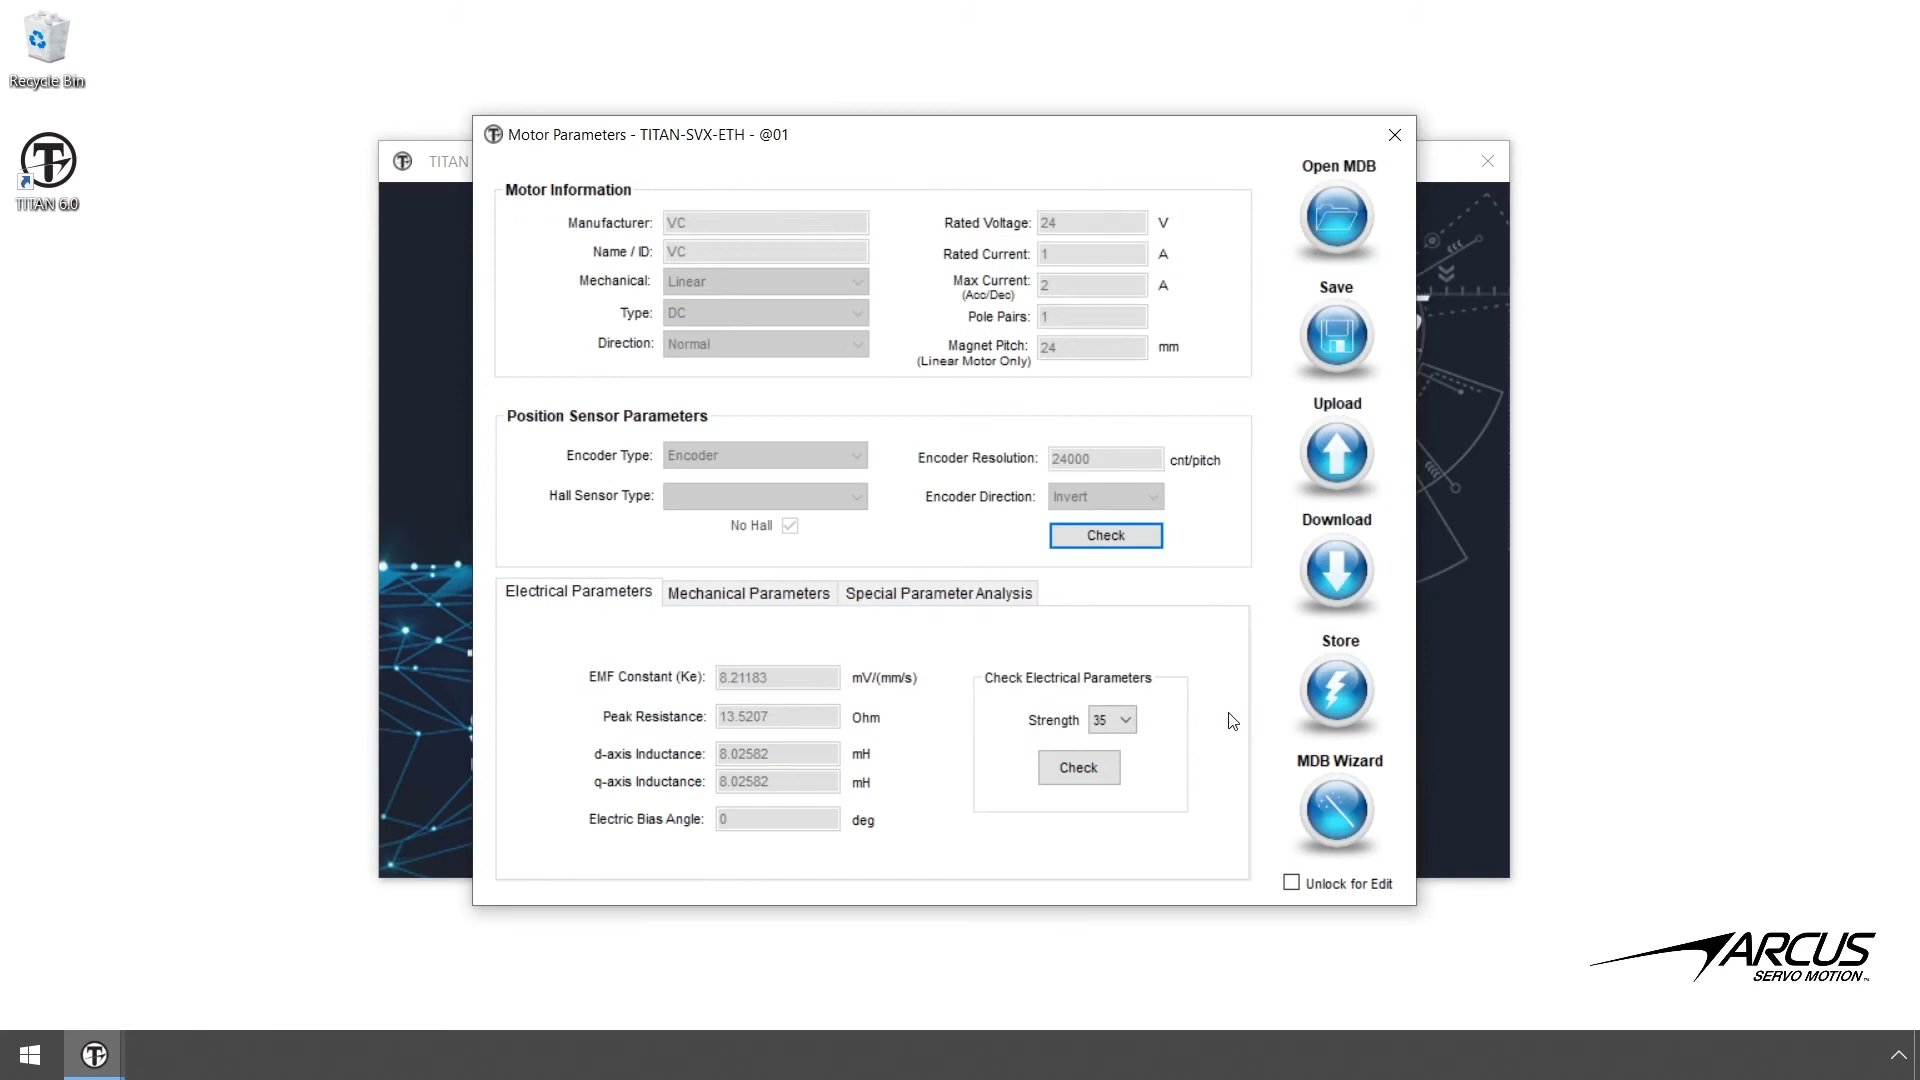 Recycle Bin
TITAN 6.0
TITAN
Motor Parameters - TITAN-SVX-ETH - @01
Motor Information
Manufacturer: VC
Name / ID: VC
Mechanical: Linear
Type: DC
Direction: Normal
Rated Voltage: 24 V
Rated Current: 1 A
Max Current: 2 A
(Acc/Dec)
Pole Pairs: 1
Magnet Pitch: 24 mm
(Linear Motor Only)
Position Sensor Parameters
Encoder Type: Encoder
Hall Sensor Type:
No Hall
Encoder Resolution: 24000 cnt/pitch
Encoder Direction: Invert
Check
Electrical Parameters Mechanical Parameters Special Parameter Analysis
EMF Constant (Ke): 8.21183 mV/(mm/s)
Peak Resistance: 13.5207 Ohm
d-axis Inductance: 8.02582 mH
q-axis Inductance: 8.02582 mH
Electric Bias Angle: 0 deg
Check Electrical Parameters
Strength 35
Check
Open MDB
Save
Upload
Download
Store
MDB Wizard
Unlock for Edit
ARCUS
SERVO MOTION